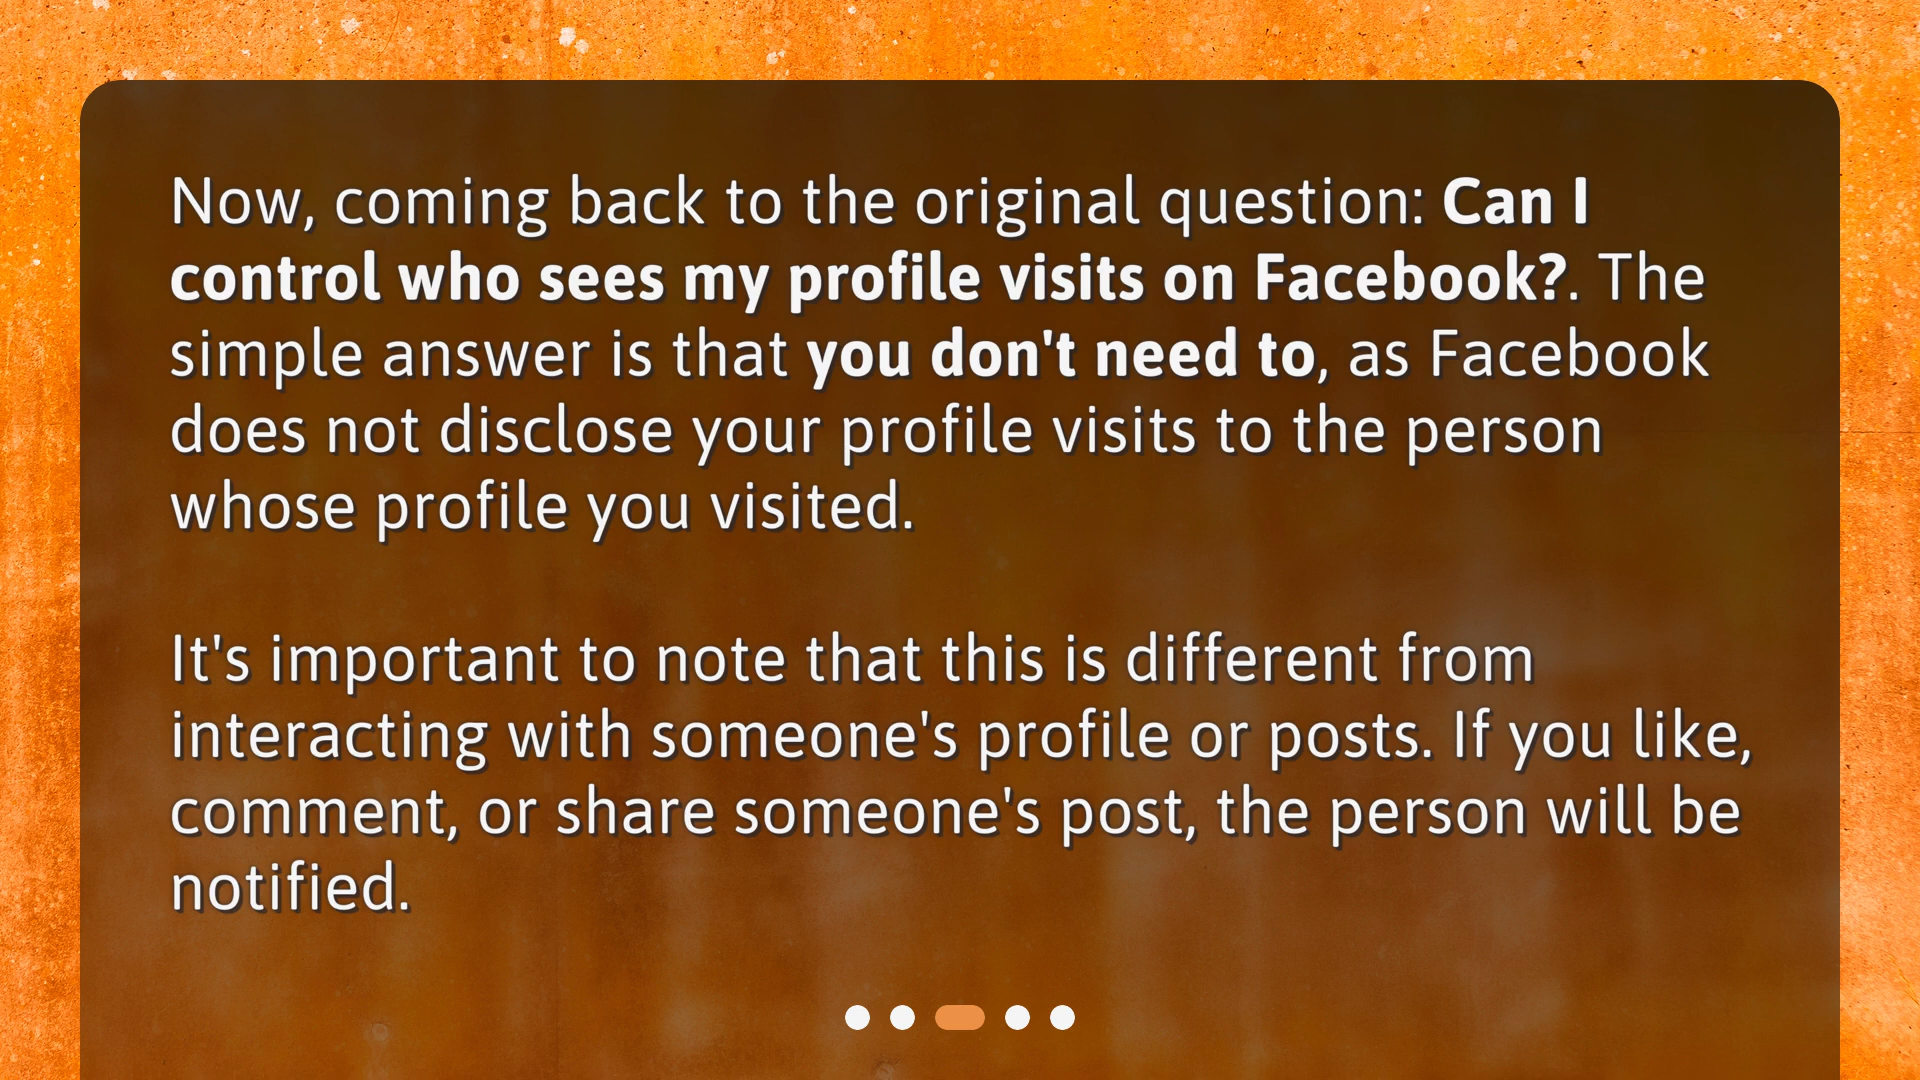 Now, coming back to the original question: Can I
control who sees my profile visits on Facebook?. The
simple answer is that you don't need to, as Facebook
does not disclose your profile visits to the person
whose profile you visited.
It's important to note that this is different from
interacting with someone's profile or posts. If you like,
comment, or share someone's post, the person will be
notified.